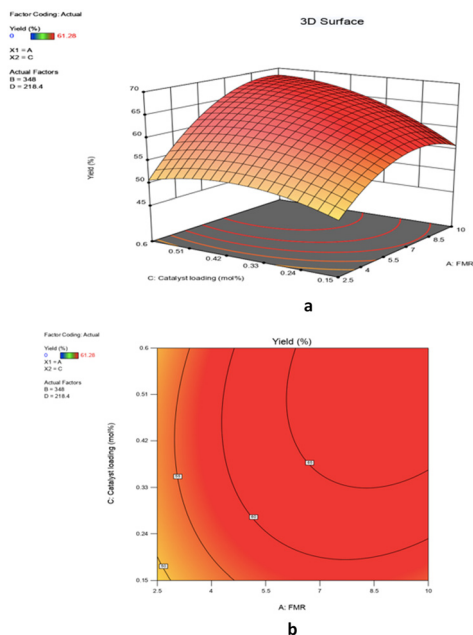 Factor Coding: Actual
3D Surface
Yield (%)
0 61.28
X1 = A
X2 = C
Actual Factors
B = 348
D = 218.4
70
65
60
55
50
45
Yield (%)
0.6
0.51
0.42
0.33
0.24
0.15
C: Catalyst loading (mol%)
2.5
4
5.5
7
8.5
10
A: FMR
a
Factor Coding: Actual
Yield (%)
Yield (%)
0 61.28
X1 = A
X2 = C
Actual Factors
B = 348
D = 218.4
0.6
0.51
0.42
0.33
0.24
0.15
C: Catalyst loading (mol%)
2.5
4
5.5
7
8.5
10
A: FMR
b